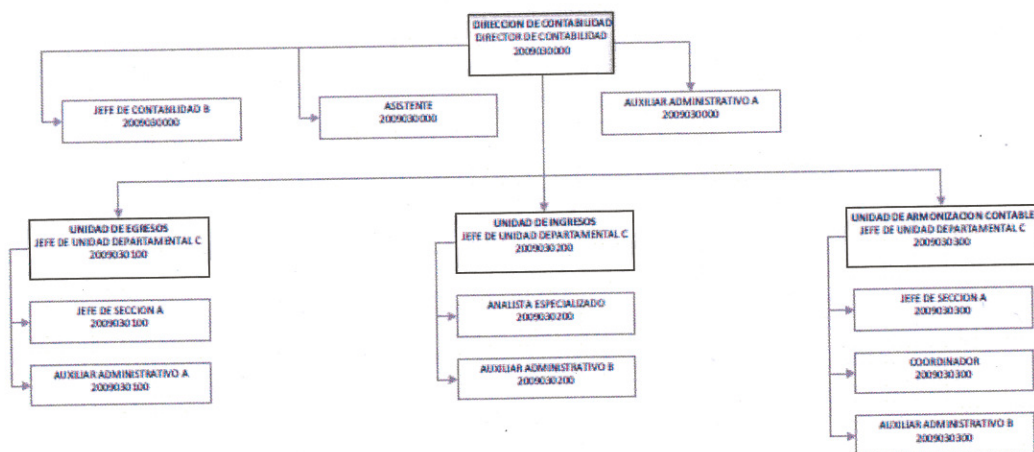 DIRECCION DE CONTABILIDAD
DIRECTOR DE CONTABILIDAD
2009030000
JEFE DE CONTABILIDAD B
2009030000
ASISTENTE
2009030000
AUXILIAR ADMINISTRATIVO A
2009030000
UNIDAD DE EGRESOS
JEFE DE UNIDAD DEPARTAMENTAL C
2009030100
JEFE DE SECCION A
2009030100
AUXILIAR ADMINISTRATIVO A
2009030100
UNIDAD DE INGRESOS
JEFE DE UNIDAD DEPARTAMENTAL C
2009030200
ANALISTA ESPECIALIZADO
2009030200
AUXILIAR ADMINISTRATIVO B
2009030200
UNIDAD DE ARMONIZACION CONTABLE
JEFE DE UNIDAD DEPARTAMENTAL C
2009030300
JEFE DE SECCION A
2009030300
COORDINADOR
2009030300
AUXILIAR ADMINISTRATIVO B
2009030300